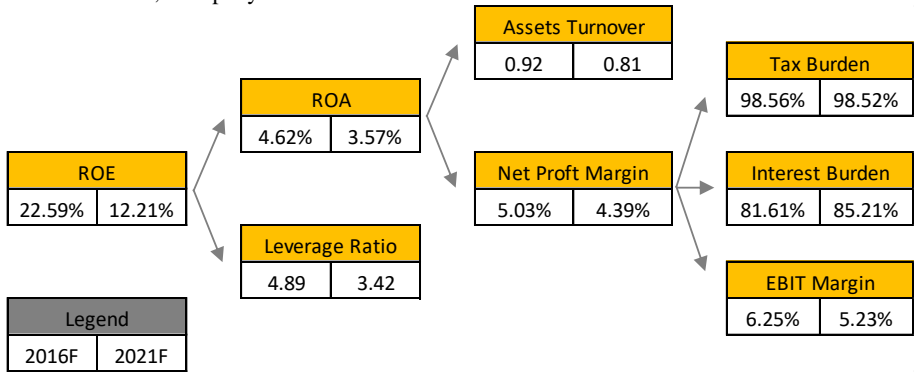 Assets Turnover
0.92 0.81
Tax Burden
98.56% 98.52%
ROA
4.62% 3.57%
ROE
22.59% 12.21%
Net Proft Margin
5.03% 4.39%
Interest Burden
81.61% 85.21%
Leverage Ratio
4.89 3.42
EBIT Margin
6.25% 5.23%
Legend
2016F 2021F